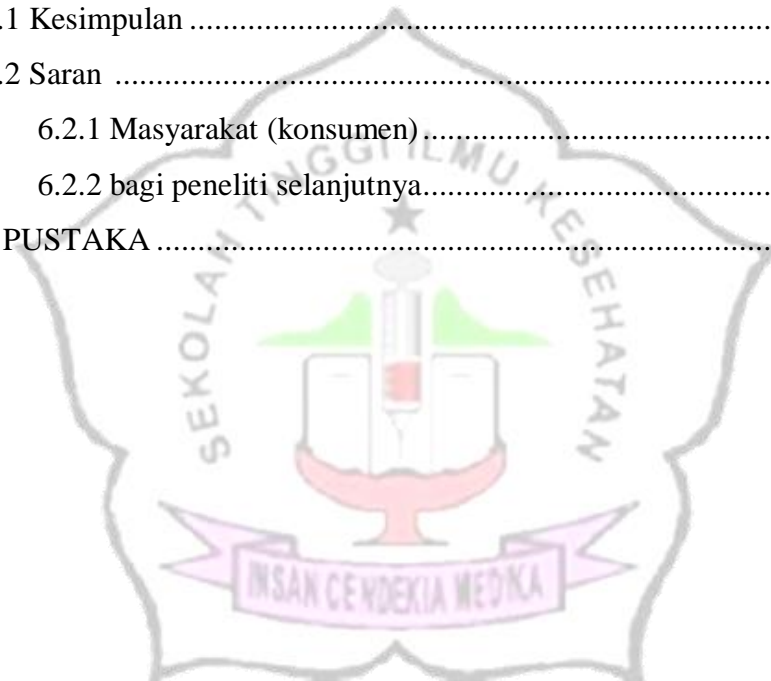 .1 Kesimpulan ..........................................................................................
.2 Saran ..........................................................................................
6.2.1 Masyarakat (konsumen)............................................................
6.2.2 bagi peneliti selanjutnya............................................................
PUSTAKA ..........................................................................................
SEKOLAH TINGGI ILMU KESEHATAN
INSAN CENDEKIA MEDIKA